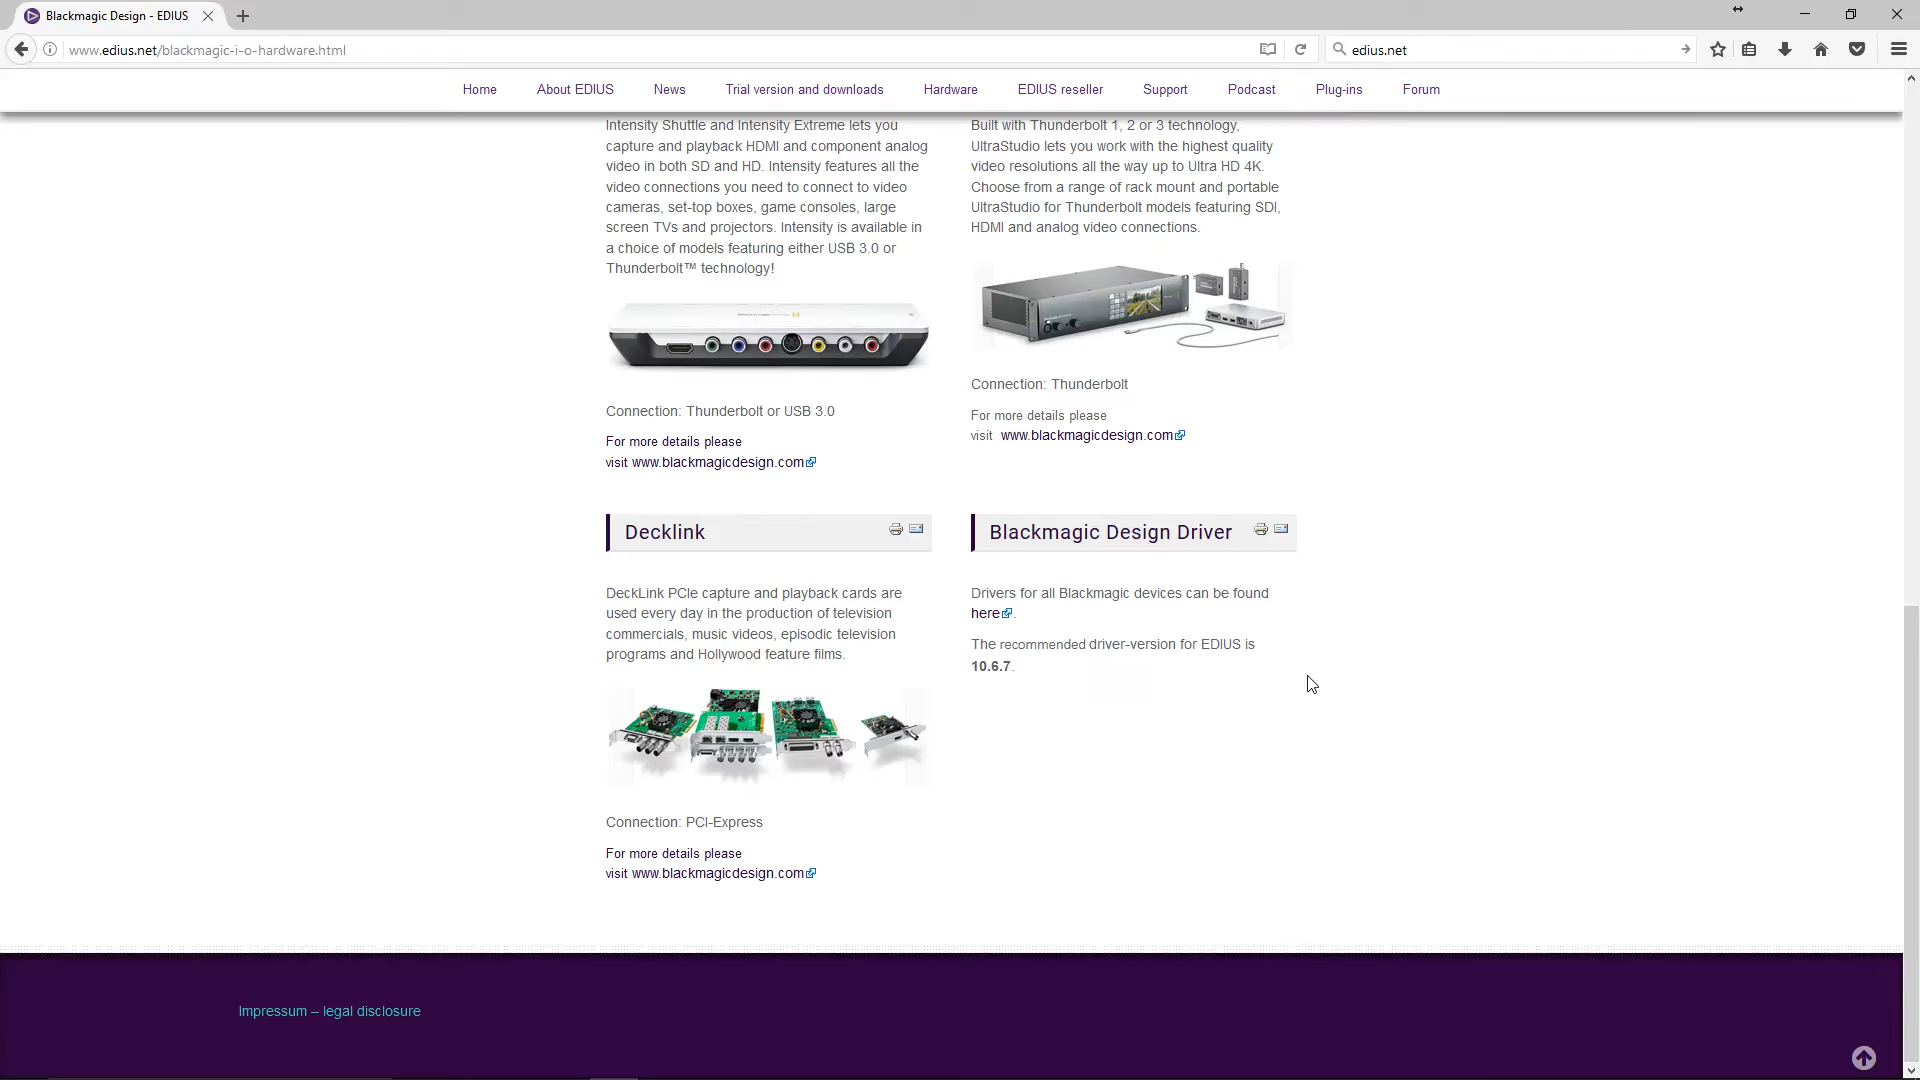 Blackmagic Design - EDIUS
www.edius.net/blackmagic-i-o-hardware.html
edius.net
Home
About EDIUS
News
Trial version and downloads
Hardware
EDIUS reseller
Support
Podcast
Plug-ins
Forum
Intensity Shuttle and Intensity Extreme lets you
capture and playback HDMI and component analog
video in both SD and HD. Intensity features all the
video connections you need to connect to video
cameras, set-top boxes, game consoles, large
screen TVs and projectors. Intensity is available in
a choice of models featuring either USB 3.0 or
Thunderbolt™ technology!
Connection: Thunderbolt or USB 3.0
For more details please
visit www.blackmagicdesign.com
Built with Thunderbolt 1, 2 or 3 technology,
UltraStudio lets you work with the highest quality
video resolutions all the way up to Ultra HD 4K.
Choose from a range of rack mount and portable
UltraStudio for Thunderbolt models featuring SDI,
HDMI and analog video connections.
Connection: Thunderbolt
For more details please
visit www.blackmagicdesign.com
Decklink
DeckLink PCIe capture and playback cards are
used every day in the production of television
commercials, music videos, episodic television
programs and Hollywood feature films.
Connection: PCI-Express
For more details please
visit www.blackmagicdesign.com
Blackmagic Design Driver
Drivers for all Blackmagic devices can be found
here.
The recommended driver-version for EDIUS is
10.6.7.
Impressum – legal disclosure